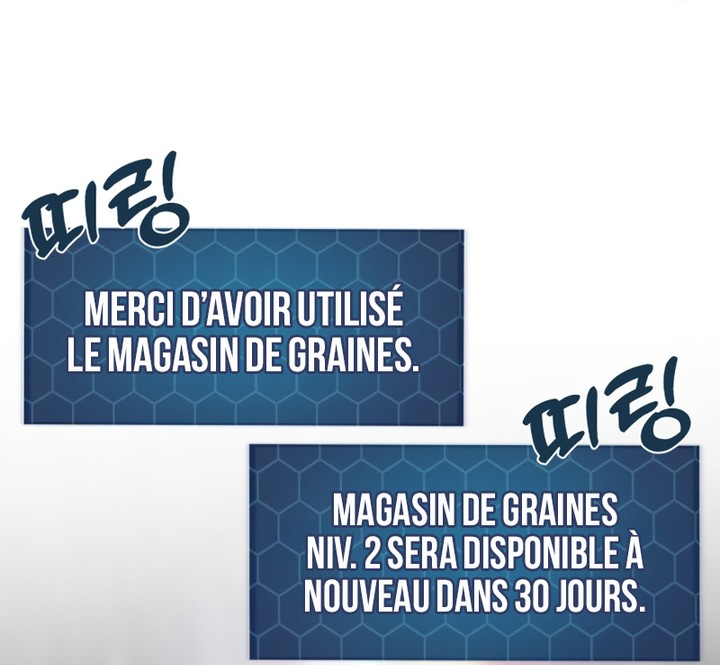 띠링
MERCI D'AVOIR UTILISÉ
LE MAGASIN DE GRAINES.
띠링
MAGASIN DE GRAINES
NIV. 2 SERA DISPONIBLE À
NOUVEAU DANS 30 JOURS.